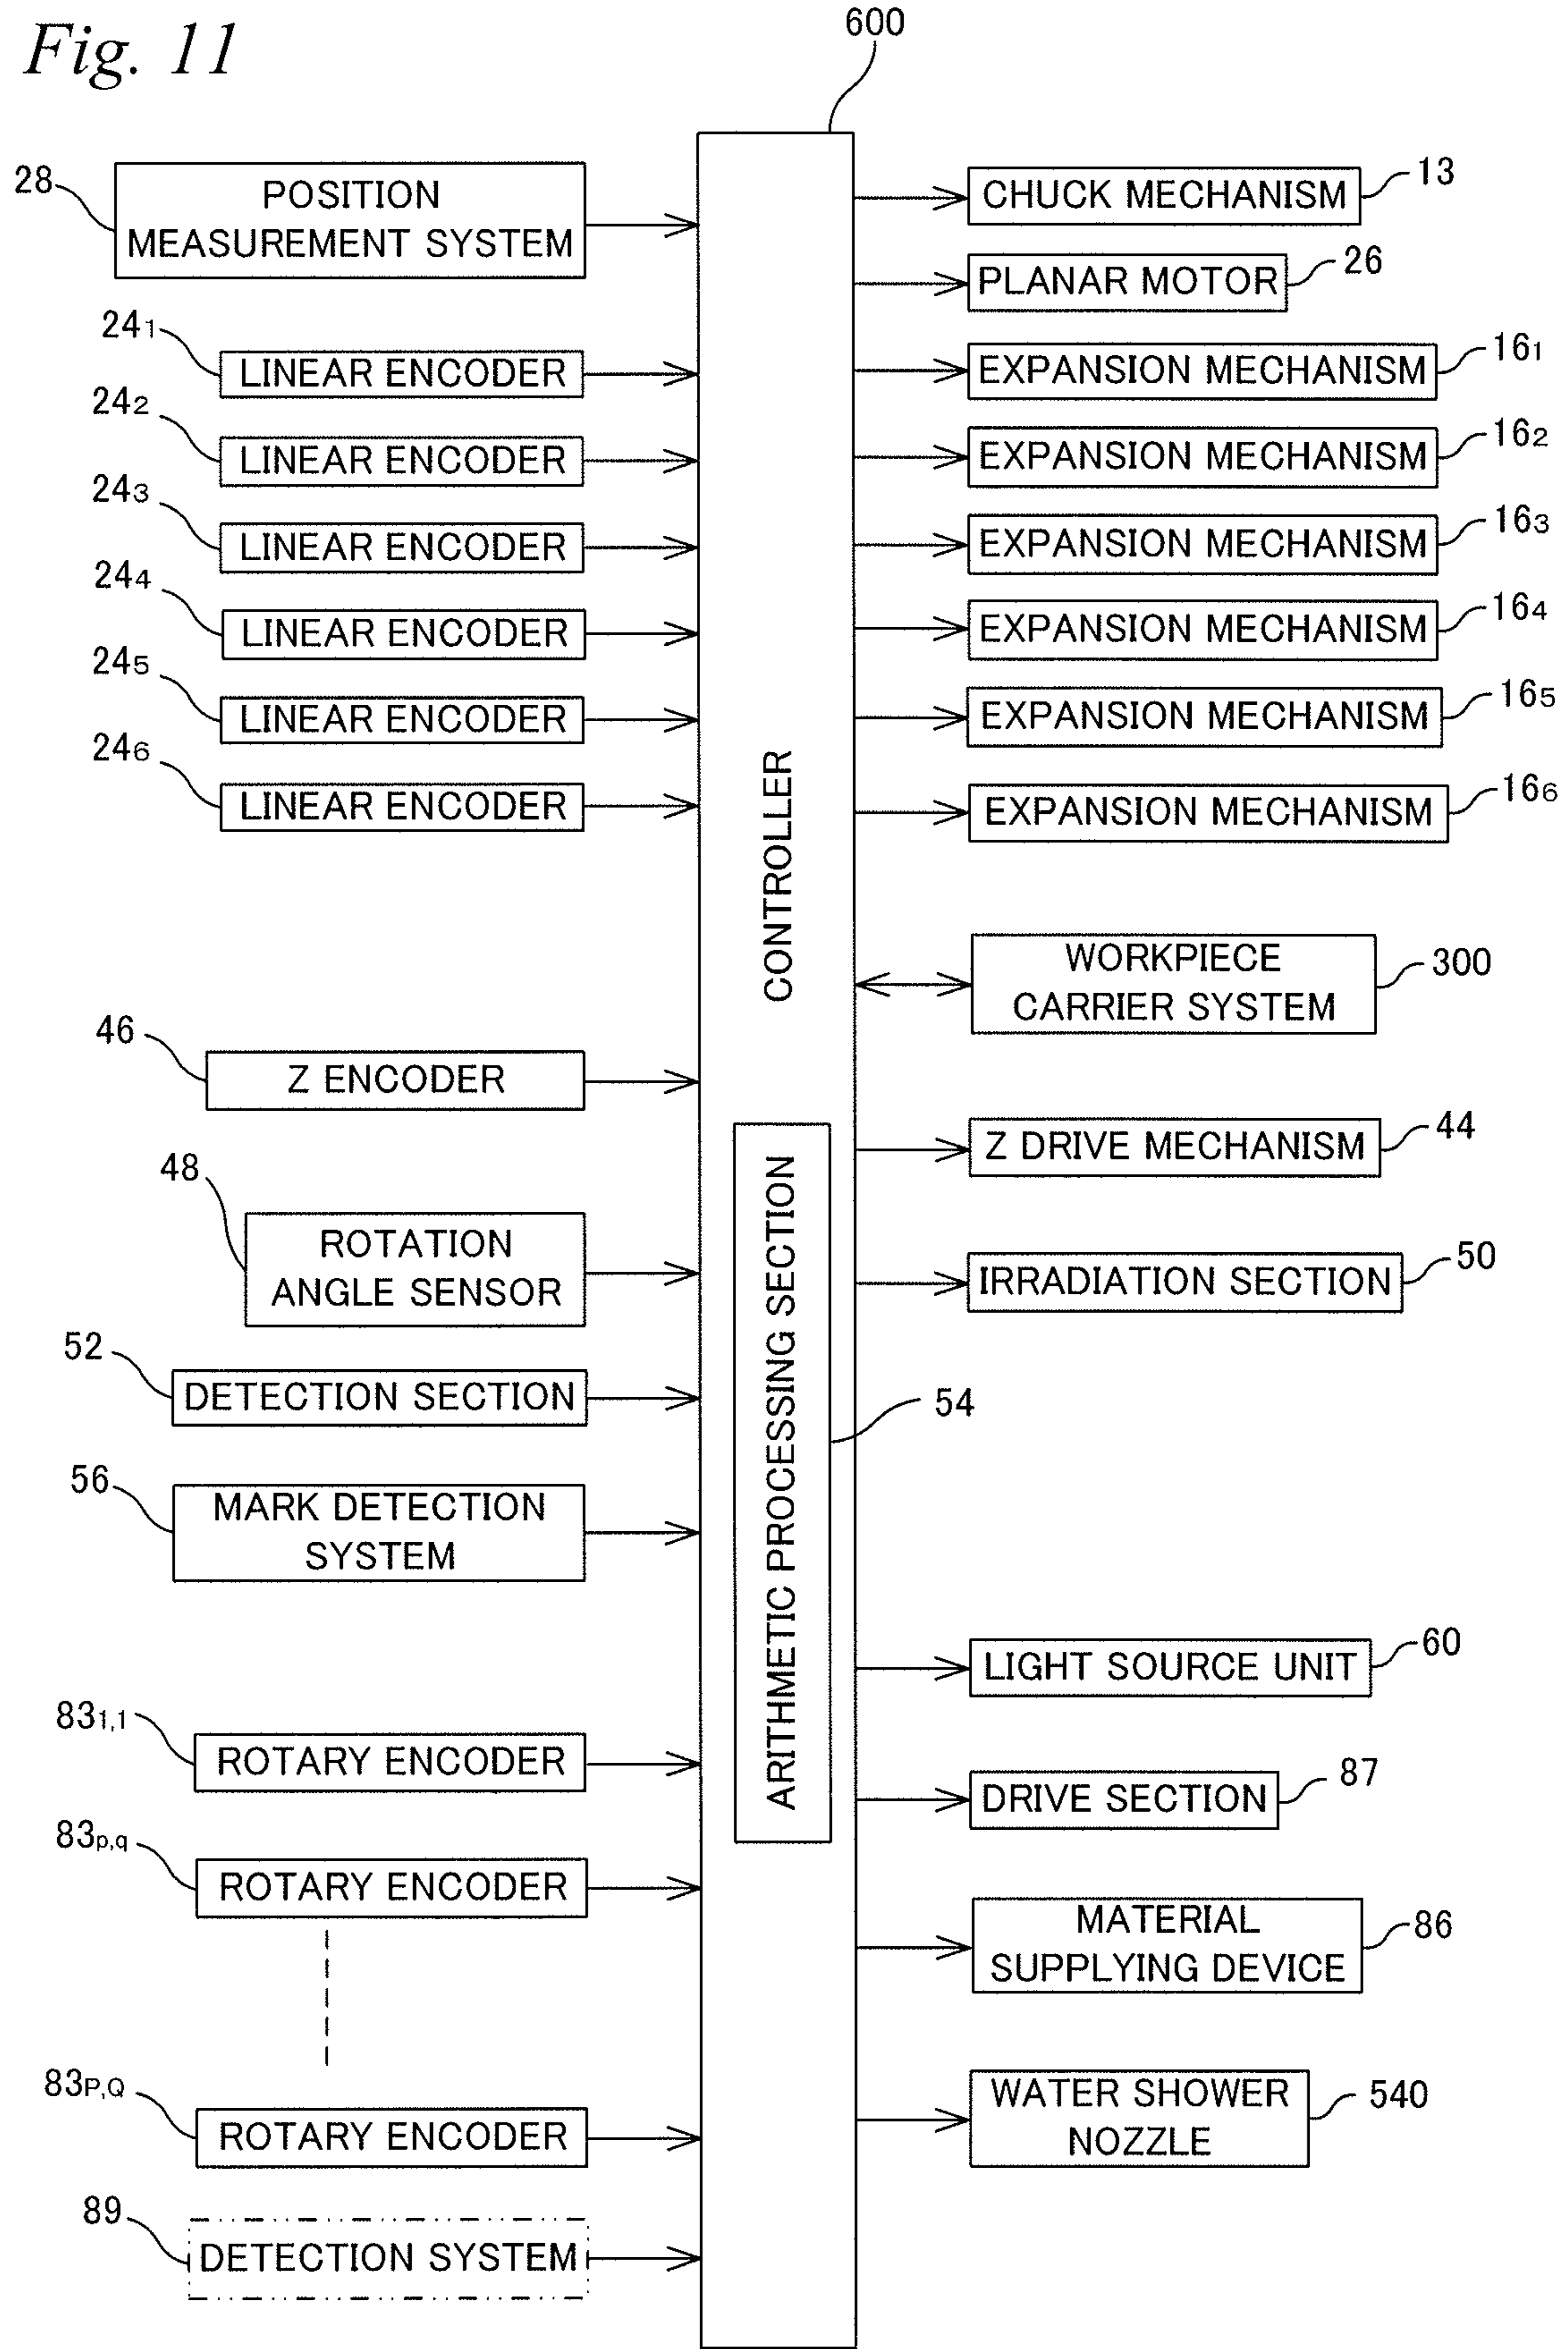 Fig. 11
600
28
POSITION
MEASUREMENT SYSTEM
24₁
LINEAR ENCODER
24₂
LINEAR ENCODER
24₃
LINEAR ENCODER
24₄
LINEAR ENCODER
24₅
LINEAR ENCODER
24₆
LINEAR ENCODER
46
Z ENCODER
48
ROTATION
ANGLE SENSOR
52
DETECTION SECTION
56
MARK DETECTION
SYSTEM
83₁,₁
ROTARY ENCODER
83p,q
ROTARY ENCODER
83P,Q
ROTARY ENCODER
89
DETECTION SYSTEM
CONTROLLER
ARITHMETIC PROCESSING SECTION
54
CHUCK MECHANISM
13
PLANAR MOTOR
26
EXPANSION MECHANISM
16₁
EXPANSION MECHANISM
16₂
EXPANSION MECHANISM
16₃
EXPANSION MECHANISM
16₄
EXPANSION MECHANISM
16₅
EXPANSION MECHANISM
16₆
WORKPIECE
CARRIER SYSTEM
300
Z DRIVE MECHANISM
44
IRRADIATION SECTION
50
LIGHT SOURCE UNIT
60
DRIVE SECTION
87
MATERIAL
SUPPLYING DEVICE
86
WATER SHOWER
NOZZLE
540